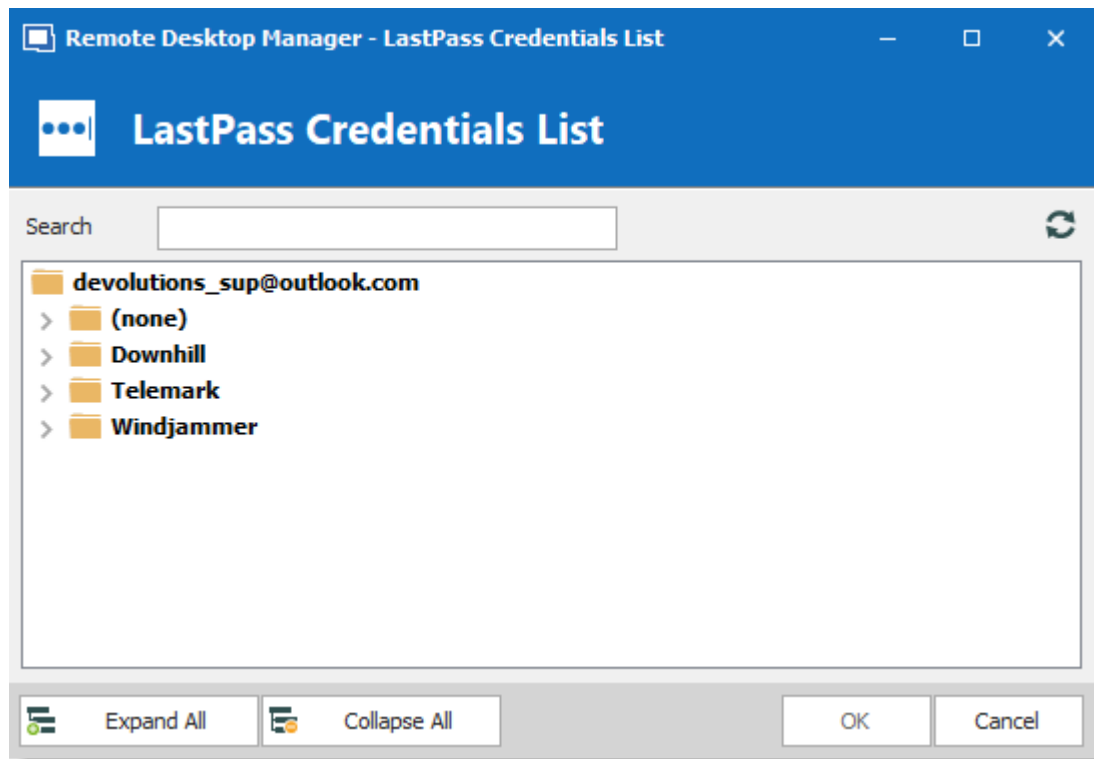 Remote Desktop Manager - LastPass Credentials List
LastPass Credentials List
Search
devolutions_sup@outlook.com
(none)
Downhill
Telemark
Windjammer
Expand All Collapse All OK Cancel